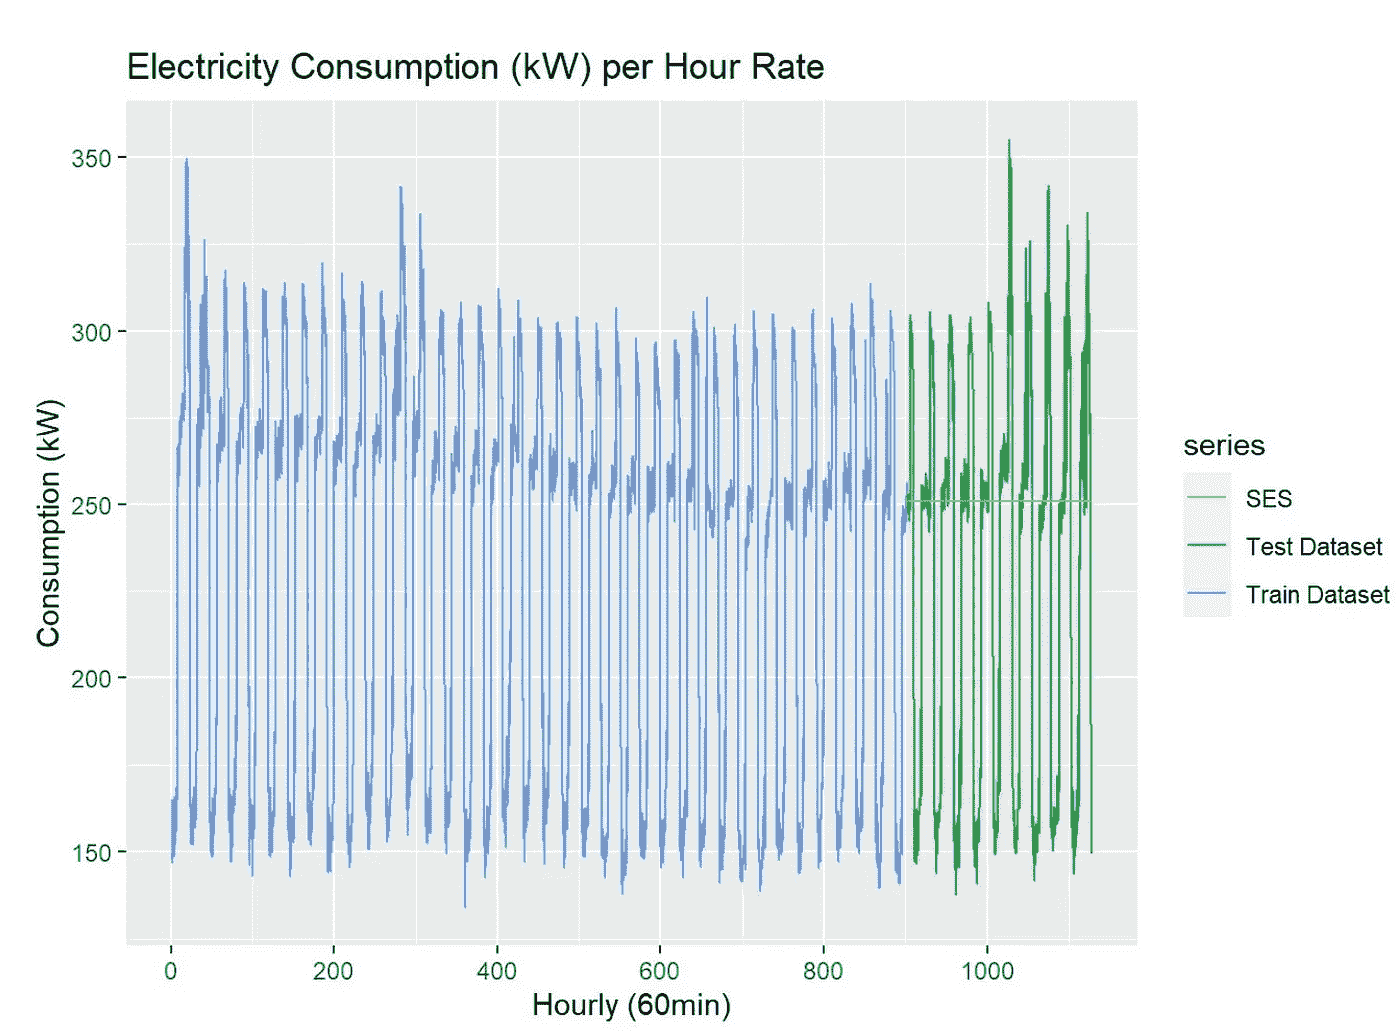 Electricity Consumption (kW) per Hour Rate
Consumption (kW)
350
300
250
200
150
0 200 400 600 800 1000
Hourly (60min)
series
SES
Test Dataset
Train Dataset